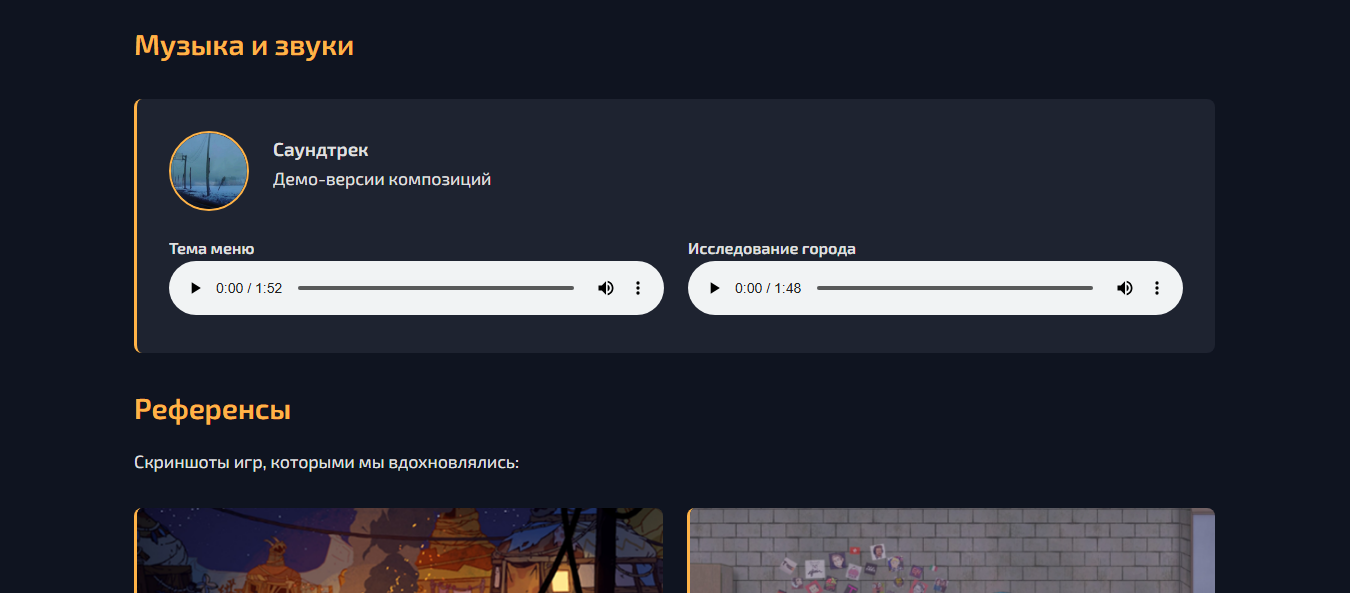 Музыка и звуки
Саундтрек
Демо-версии композиций
Тема меню
Исследование города
0:00 / 1:52
0:00 / 1:48
Референсы
Скриншоты игр, которыми мы вдохновлялись: